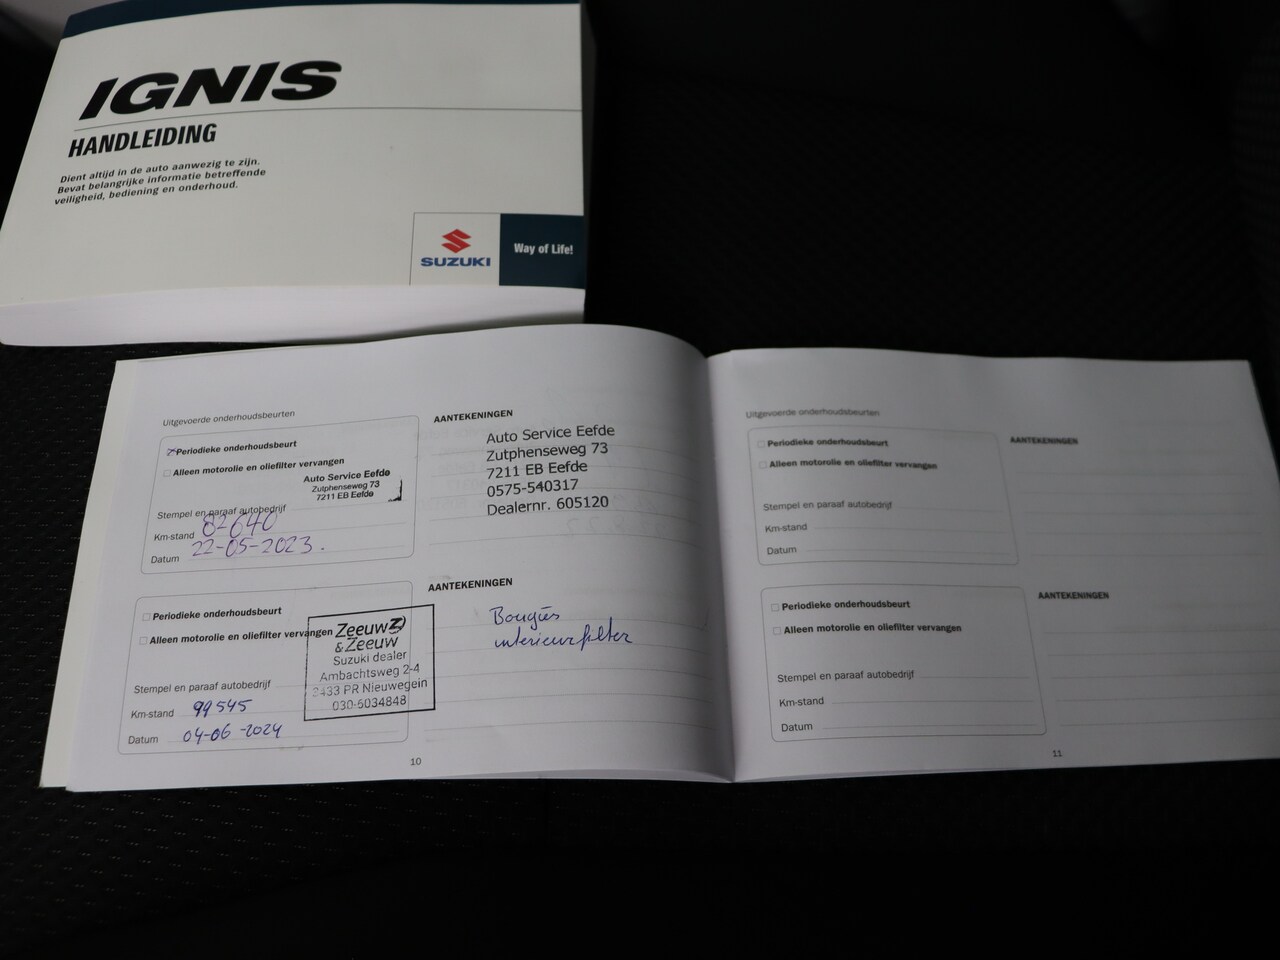 IGNIS
HANDLEIDING
Dient altijd in de auto aanwezig te zijn.
Bevat belangrijke informatie betreffende
veiligheid, bediening en onderhoud.
SUZUKI
Way of Life!
Uitgevoerde onderhoudsbeurten
Periodieke onderhoudsbeurt
Alleen motorolie en oliefilter vervangen
Auto Service Eefde
Zutphenseweg 73
7211 EB Eefde
Stempel en paraaf autobedrijf
Km-stand 82640
Datum 22-05-2023.
AANTEKENINGEN
Auto Service Eefde
Zutphenseweg 73
7211 EB Eefde
0575-540317
Dealernr. 605120
Periodieke onderhoudsbeurt
Alleen motorolie en oliefilter vervangen
Zeeuw
& Zeeuw
Suzuki dealer
Ambachtsweg 2-4
3433 PR Nieuwegein
030-6034848
Stempel en paraaf autobedrijf
Km-stand 99545
Datum 04-06-2024
AANTEKENINGEN
Bougies
interieurfilter
10
Uitgevoerde onderhoudsbeurten
Periodieke onderhoudsbeurt
Alleen motorolie en oliefilter vervangen
Stempel en paraaf autobedrijf
Km-stand
Datum
AANTEKENINGEN
Periodieke onderhoudsbeurt
Alleen motorolie en oliefilter vervangen
Stempel en paraaf autobedrijf
Km-stand
Datum
AANTEKENINGEN
11